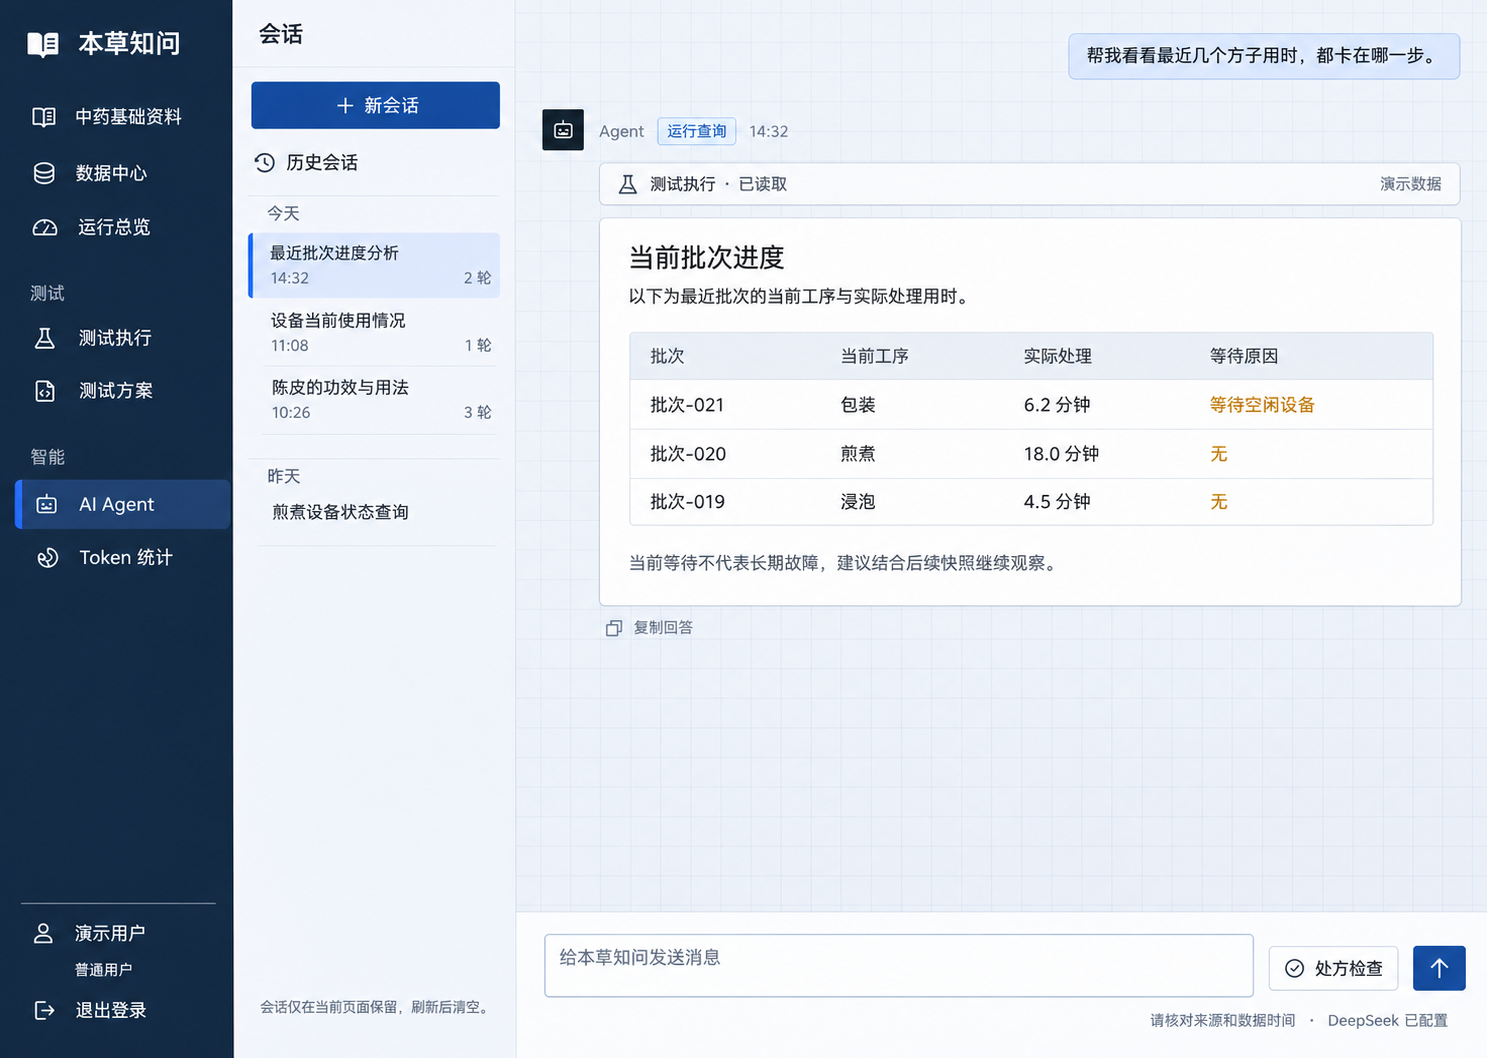 本草知问
中药基础资料
数据中心
运行总览
测试
测试执行
测试方案
智能
AI Agent
Token 统计
演示用户
普通用户
退出登录
会话
新会话
历史会话
今天
最近批次进度分析
14:32 2 轮
设备当前使用情况
11:08 1 轮
陈皮的功效与用法
10:26 3 轮
昨天
煎煮设备状态查询
会话仅在当前页面保留，刷新后清空。
帮我看看最近几个方子用时，都卡在哪一步。
Agent 运行查询 14:32
测试执行 · 已读取 演示数据
当前批次进度
以下为最近批次的当前工序与实际处理用时。
批次 当前工序 实际处理 等待原因
批次-021 包装 6.2 分钟 等待空闲设备
批次-020 煎煮 18.0 分钟 无
批次-019 浸泡 4.5 分钟 无
当前等待不代表长期故障，建议结合后续快照继续观察。
复制回答
给本草知问发送消息
处方检查
请核对来源和数据时间 · DeepSeek 已配置